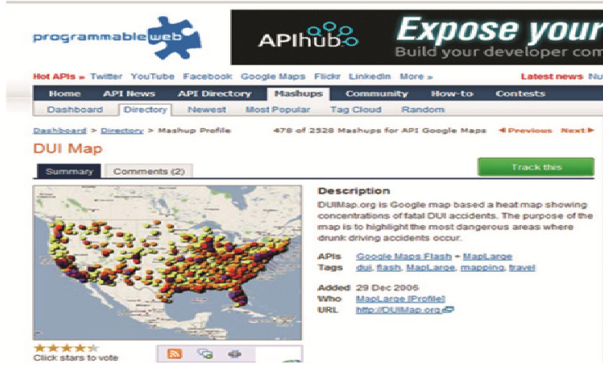 programmableweb
APIhub
Expose your
Build your developer com
Hot APIs » Twitter YouTube Facebook Google Maps Flickr LinkedIn More » Latest news Nu
Home API News API Directory Mashups Community How-to Contests
Dashboard Directory Newest Most Popular Tag Cloud Random
Dashboard > Directory > Mashup Profile 478 of 2528 Mashups for API Google Maps Previous Next
DUI Map
Summary Comments (2) Track this
Description
DUIMap.org is Google map based a heat map showing
concentrations of fatal DUI accidents. The purpose of the
map is to highlight the most dangerous areas where
drunk driving accidents occur.
APIs Google Maps Flash + MapLarge
Tags dui, flash, MapLarge, mapping, travel
Added 29 Dec 2006
Who MapLarge [Profile]
URL http://DUIMap.org
Click stars to vote